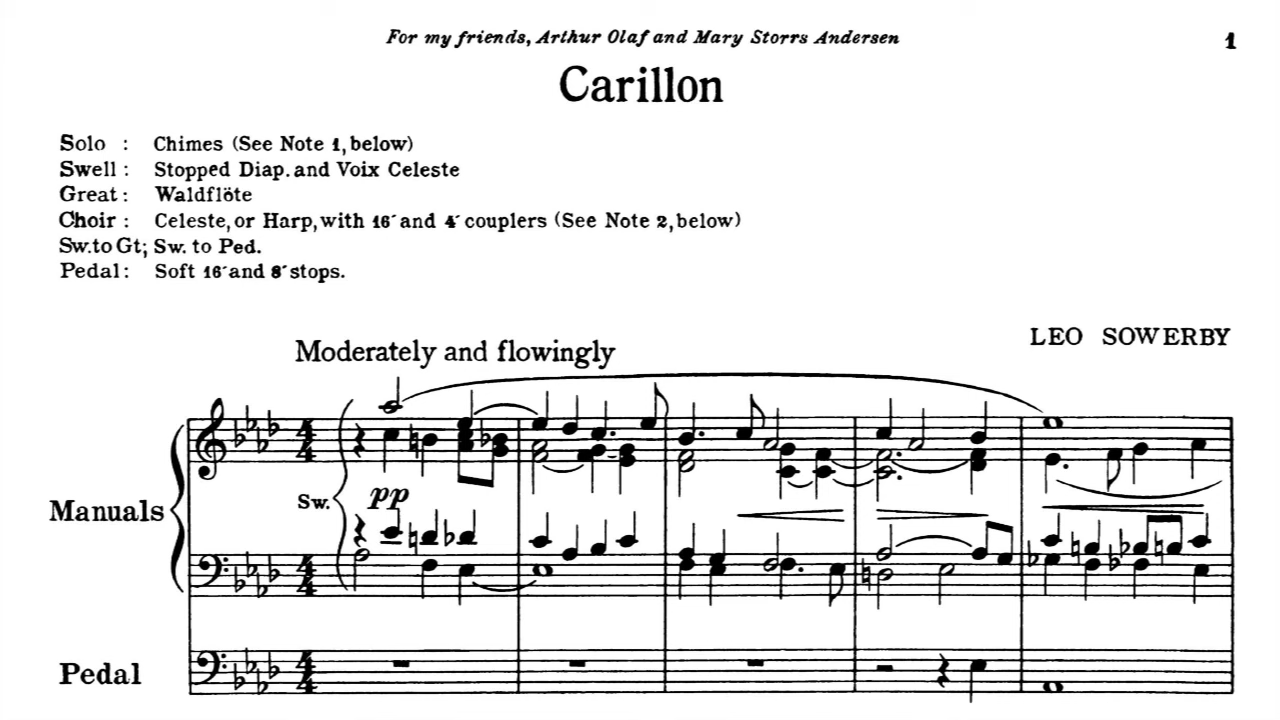 For my friends, Arthur Olaf and Mary Storrs Andersen
1
Carillon
Solo : Chimes (See Note 1, below)
Swell : Stopped Diap. and Voix Celeste
Great : Waldflöte
Choir : Celeste, or Harp, with 16´ and 4´ couplers (See Note 2, below)
Sw. to Gt; Sw. to Ped.
Pedal : Soft 16´ and 8´ stops.
LEO SOWERBY
Moderately and flowingly
Sw.
pp
Manuals
Pedal